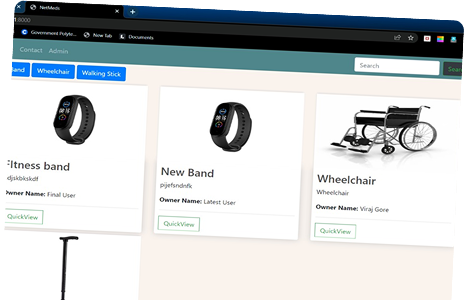 NetMeds
:8000
Government Polyte...
New Tab
Documents
Contact Admin
Search
Band Wheelchair Walking Stick
Fitness band
djskbkskdf
Owner Name: Final User
QuickView
New Band
pijefsndnfk
Owner Name: Latest User
QuickView
Wheelchair
Wheelchair
Owner Name: Viraj Gore
QuickView